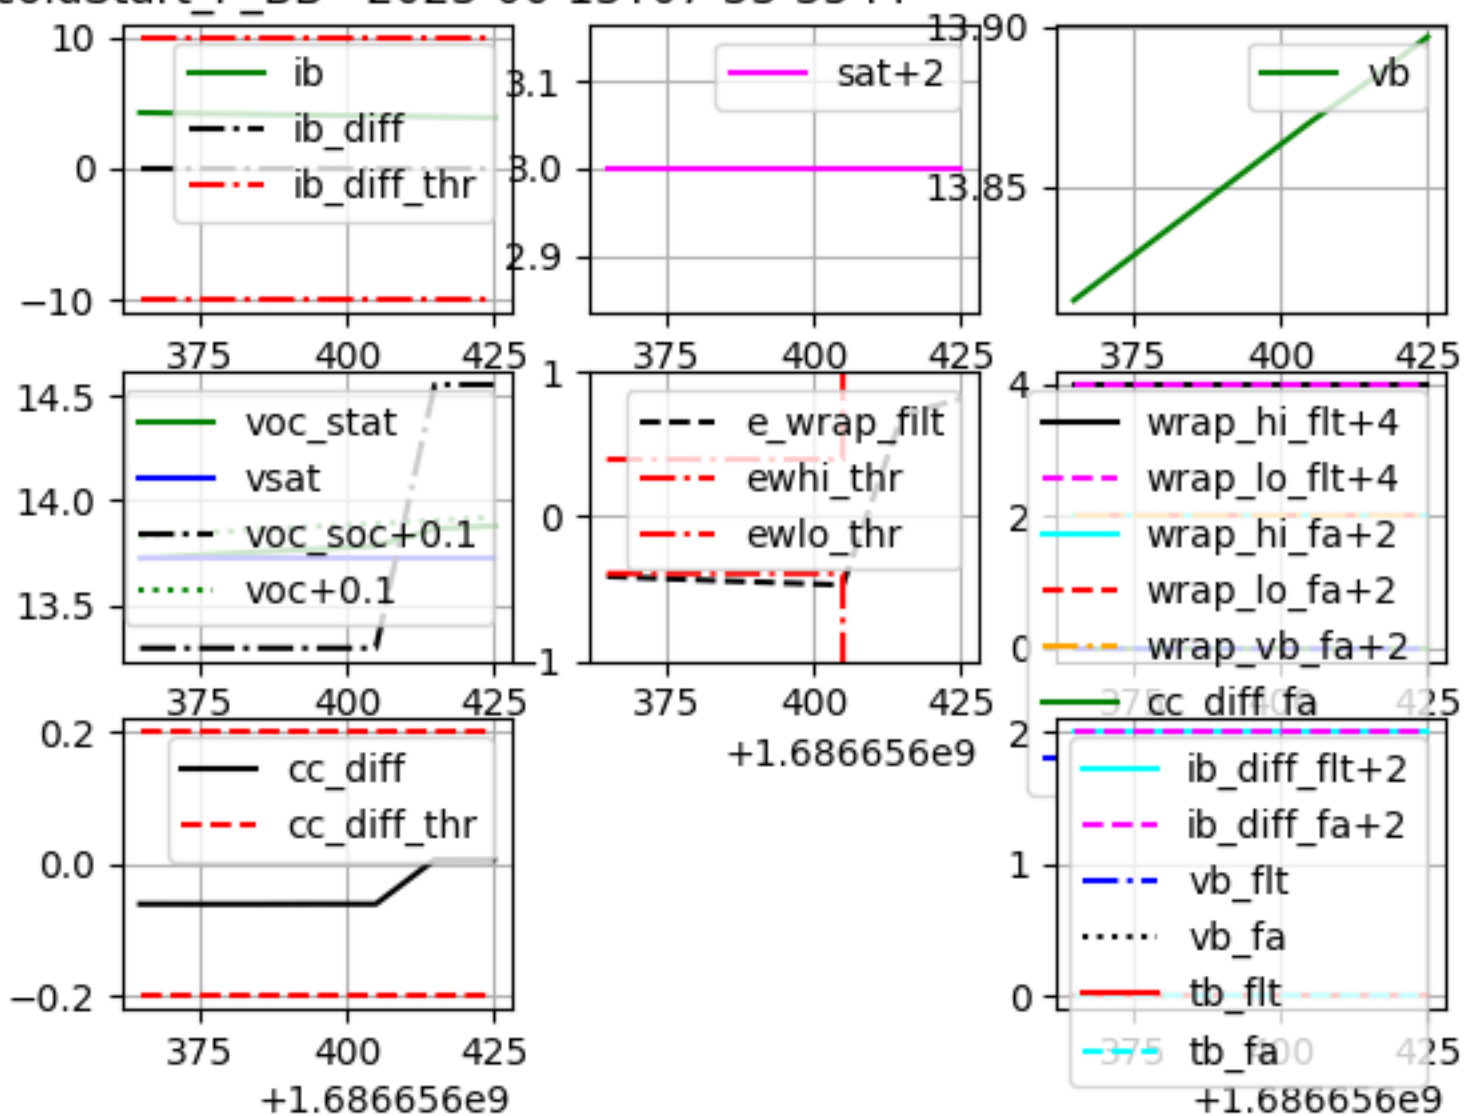 10
0
−10
375 400 425
ib
ib_diff
ib_diff_thr
3.1
3.0
2.9
375 400 425
sat+2
13.90
13.85
375 400 425
vb
14.5
14.0
13.5
375 400 425
voc_stat
vsat
voc_soc+0.1
voc+0.1
1
0
1
375 400 425
+1.686656e9
e_wrap_filt
ewhi_thr
ewlo_thr
4
2
0
375 400 425
wrap_hi_flt+4
wrap_lo_flt+4
wrap_hi_fa+2
wrap_lo_fa+2
wrap_vb_fa+2
cc_diff_fa
0.2
0.0
−0.2
375 400 425
+1.686656e9
cc_diff
cc_diff_thr
2
1
0
375 400 425
+1.686656e9
ib_diff_flt+2
ib_diff_fa+2
vb_flt
vb_fa
tb_flt
tb_fa